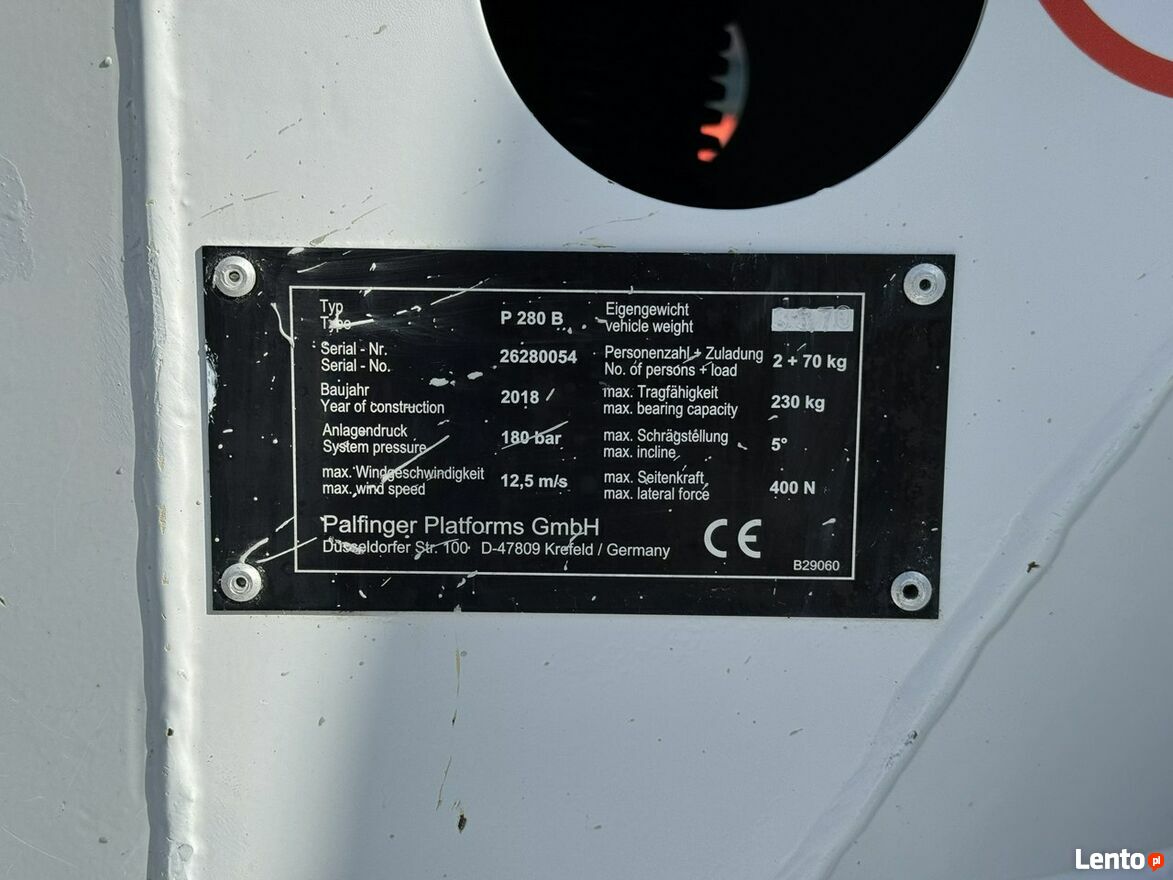 Typ
Type
P 280 B
Eigengewicht
vehicle weight
Serial - Nr.
Serial - No.
26280054
Personenzahl + Zuladung
No. of persons + load
2 + 70 kg
Baujahr
Year of construction
2018
max. Tragfähigkeit
max. bearing capacity
230 kg
Anlagendruck
System pressure
180 bar
max. Schrägstellung
max. incline
5°
max. Windgeschwindigkeit
max. wind speed
12,5 m/s
max. Seitenkraft
max. lateral force
400 N
Palfinger Platforms GmbH
Düsseldorfer Str. 100 D-47809 Krefeld / Germany
CE
B29060
Lento pl